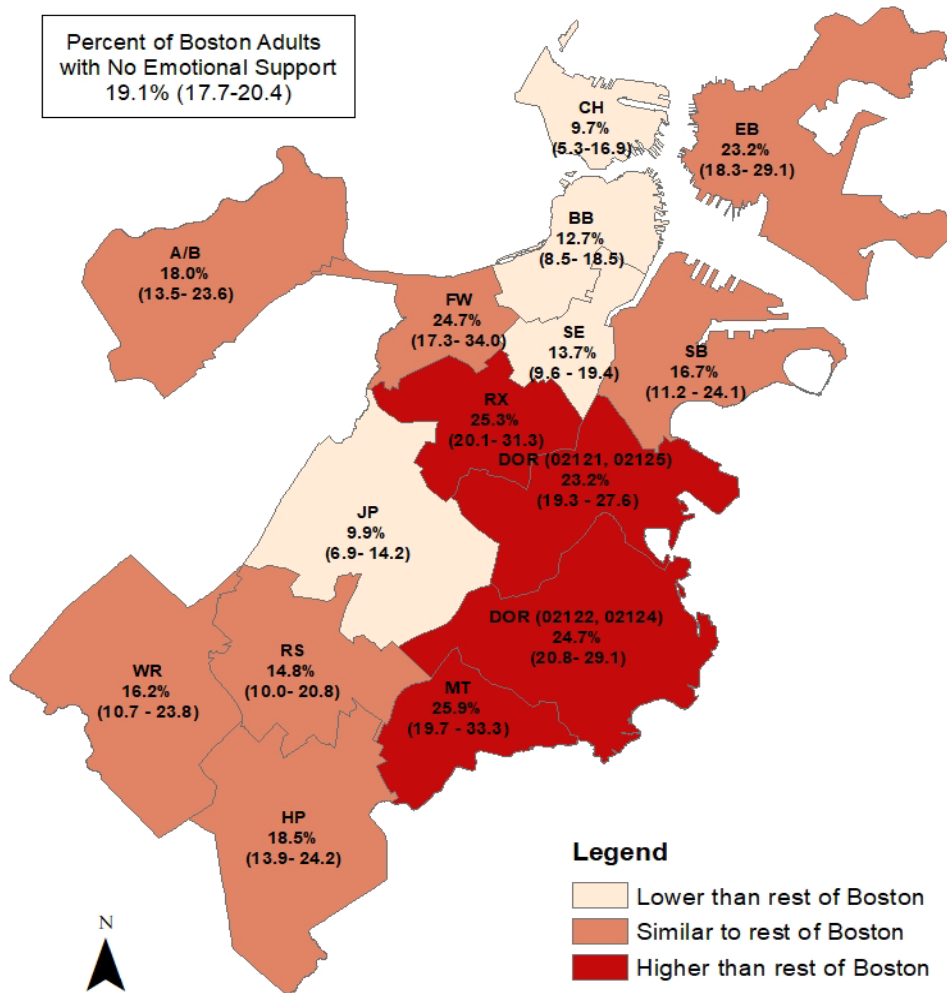 Percent of Boston Adults
with No Emotional Support
19.1% (17.7-20.4)
CH
9.7%
(5.3-16.9)
EB
23.2%
(18.3- 29.1)
BB
12.7%
(8.5- 18.5)
A/B
18.0%
(13.5- 23.6)
FW
24.7%
(17.3- 34.0)
SE
13.7%
(9.6 - 19.4)
SB
16.7%
(11.2 - 24.1)
RX
25.3%
(20.1- 31.3)
DOR (02121, 02125)
23.2%
(19.3 - 27.6)
JP
9.9%
(6.9- 14.2)
DOR (02122, 02124)
24.7%
(20.8- 29.1)
RS
14.8%
(10.0- 20.8)
WR
16.2%
(10.7 - 23.8)
MT
25.9%
(19.7 - 33.3)
HP
18.5%
(13.9- 24.2)
Legend
Lower than rest of Boston
Similar to rest of Boston
Higher than rest of Boston
N